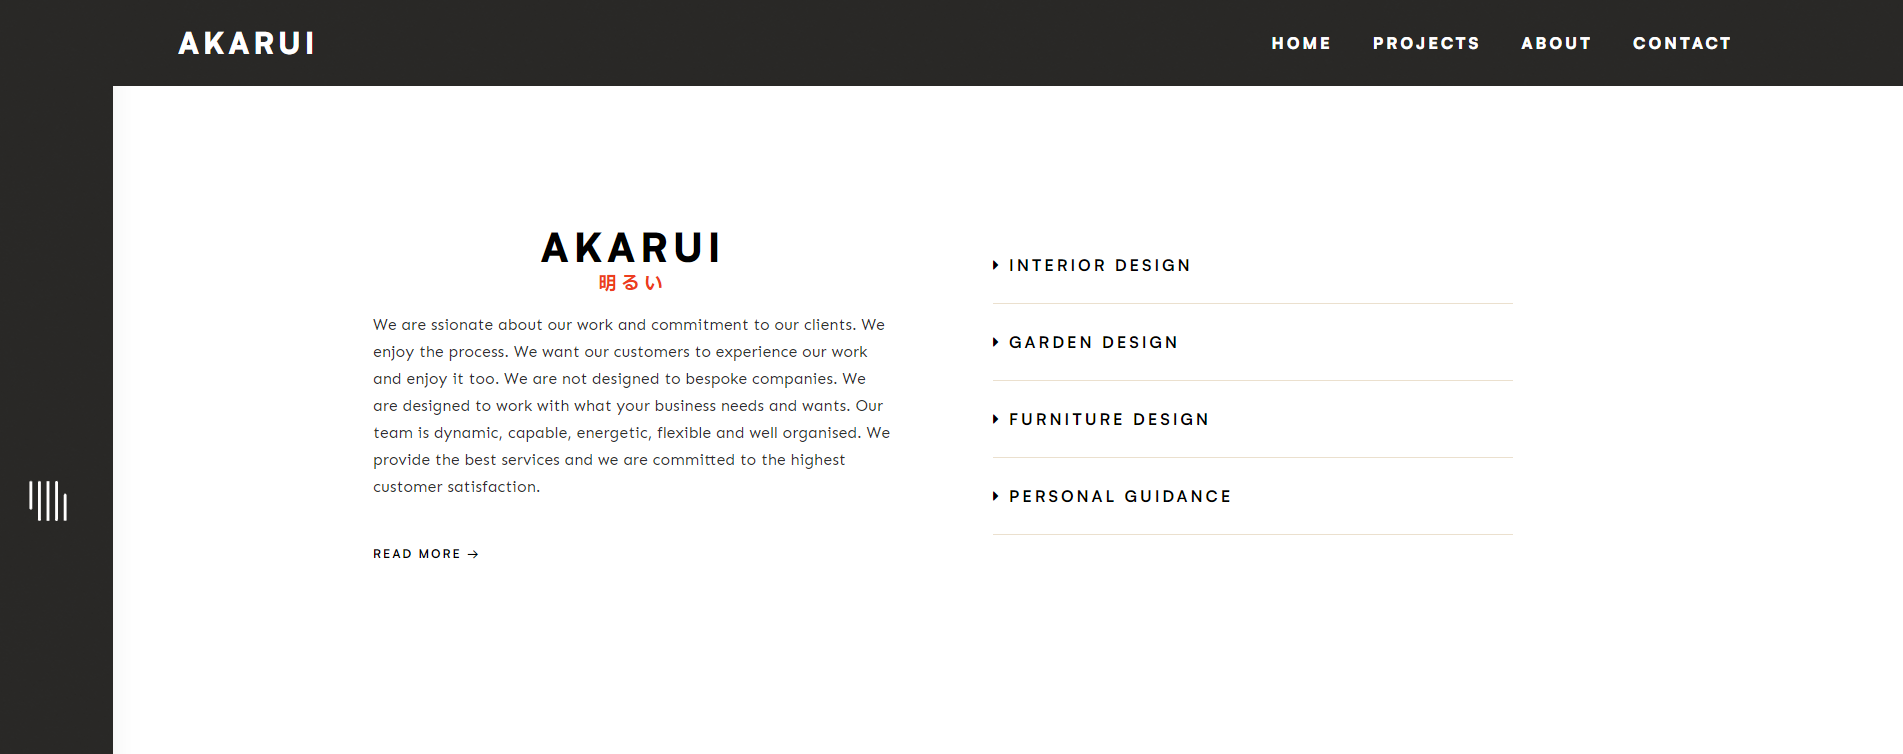 AKARUI
HOME PROJECTS ABOUT CONTACT
AKARUI
明るい
We are ssionate about our work and commitment to our clients. We
enjoy the process. We want our customers to experience our work
and enjoy it too. We are not designed to bespoke companies. We
are designed to work with what your business needs and wants. Our
team is dynamic, capable, energetic, flexible and well organised. We
provide the best services and we are committed to the highest
customer satisfaction.
READ MORE →
INTERIOR DESIGN
GARDEN DESIGN
FURNITURE DESIGN
PERSONAL GUIDANCE